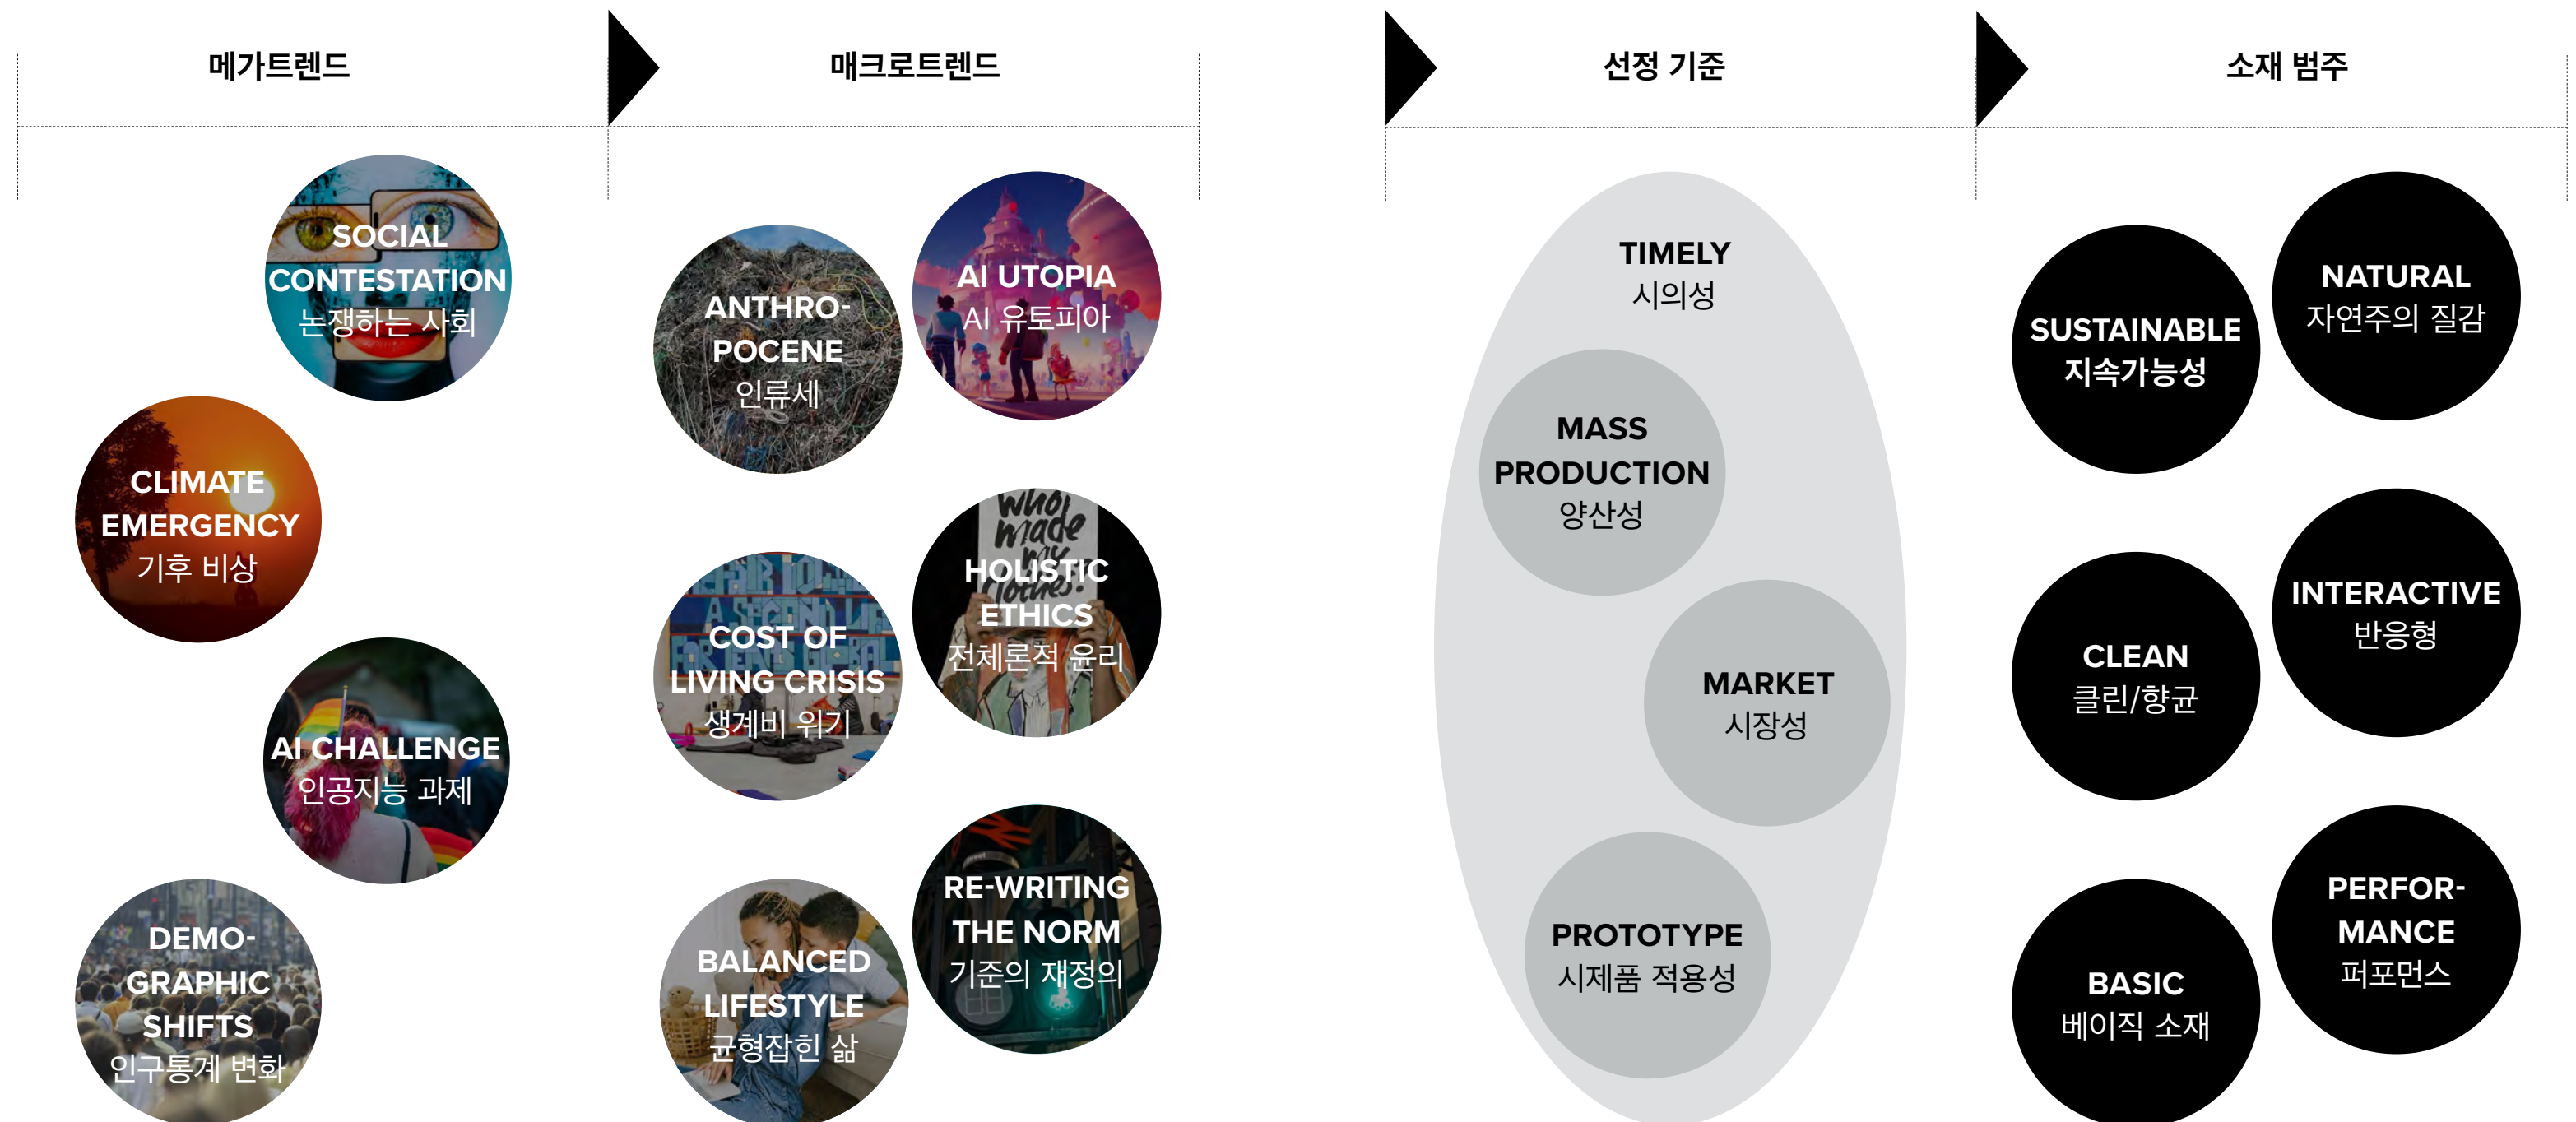 메가트렌드
SOCIAL
CONTESTATION
논쟁하는 사회
CLIMATE
EMERGENCY
기후 비상
AI CHALLENGE
인공지능 과제
DEMO-
GRAPHIC
SHIFTS
인구통계 변화
매크로트렌드
AI UTOPIA
AI 유토피아
ANTHRO-
POCENE
인류세
who
made
my
clothes?
HOLISTIC
ETHICS
전체론적 윤리
A SECOND
COST OF
LIVING CRISIS
생계비 위기
RE-WRITING
THE NORM
기준의 재정의
BALANCED
LIFESTYLE
균형잡힌 삶
선정 기준
TIMELY
시의성
MASS
PRODUCTION
양산성
MARKET
시장성
PROTOTYPE
시제품 적용성
소재 범주
NATURAL
자연주의 질감
SUSTAINABLE
지속가능성
INTERACTIVE
반응형
CLEAN
클린/향균
PERFOR-
MANCE
퍼포먼스
BASIC
베이직 소재